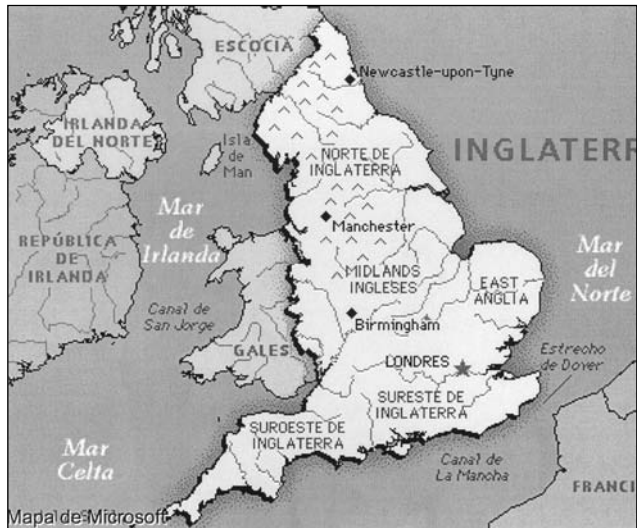 ESCOCIA
Newcastle-upon-Tyne
IRLANDA
DEL NORTE
Isla
de
Man
NORTE DE
INGLATERRA
INGLATERR
Mar
de
Irlanda
Manchester
REPÚBLICA
DE
IRLANDA
Mar
del
Norte
MIDLANDS
INGLESES
EAST
ANGLIA
Canal de
San Jorge
Birmingham
GALES
LONDRES
Estrecho
de Dover
SURESTE DE
INGLATERRA
SUROESTE DE
INGLATERRA
Mar
Celta
Canal de
La Mancha
FRANCI
Mapa de Microsoft